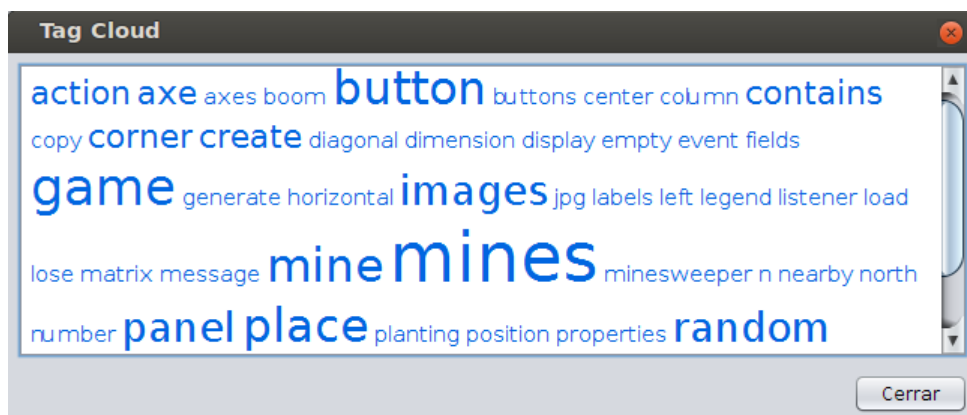 Tag Cloud
action axe axes boom button buttons center column contains
copy corner create diagonal dimension display empty event fields
game generate horizontal images jpg labels left legend listener load
lose matrix message mine mines minesweeper n nearby north
number panel place planting position properties random
Cerrar